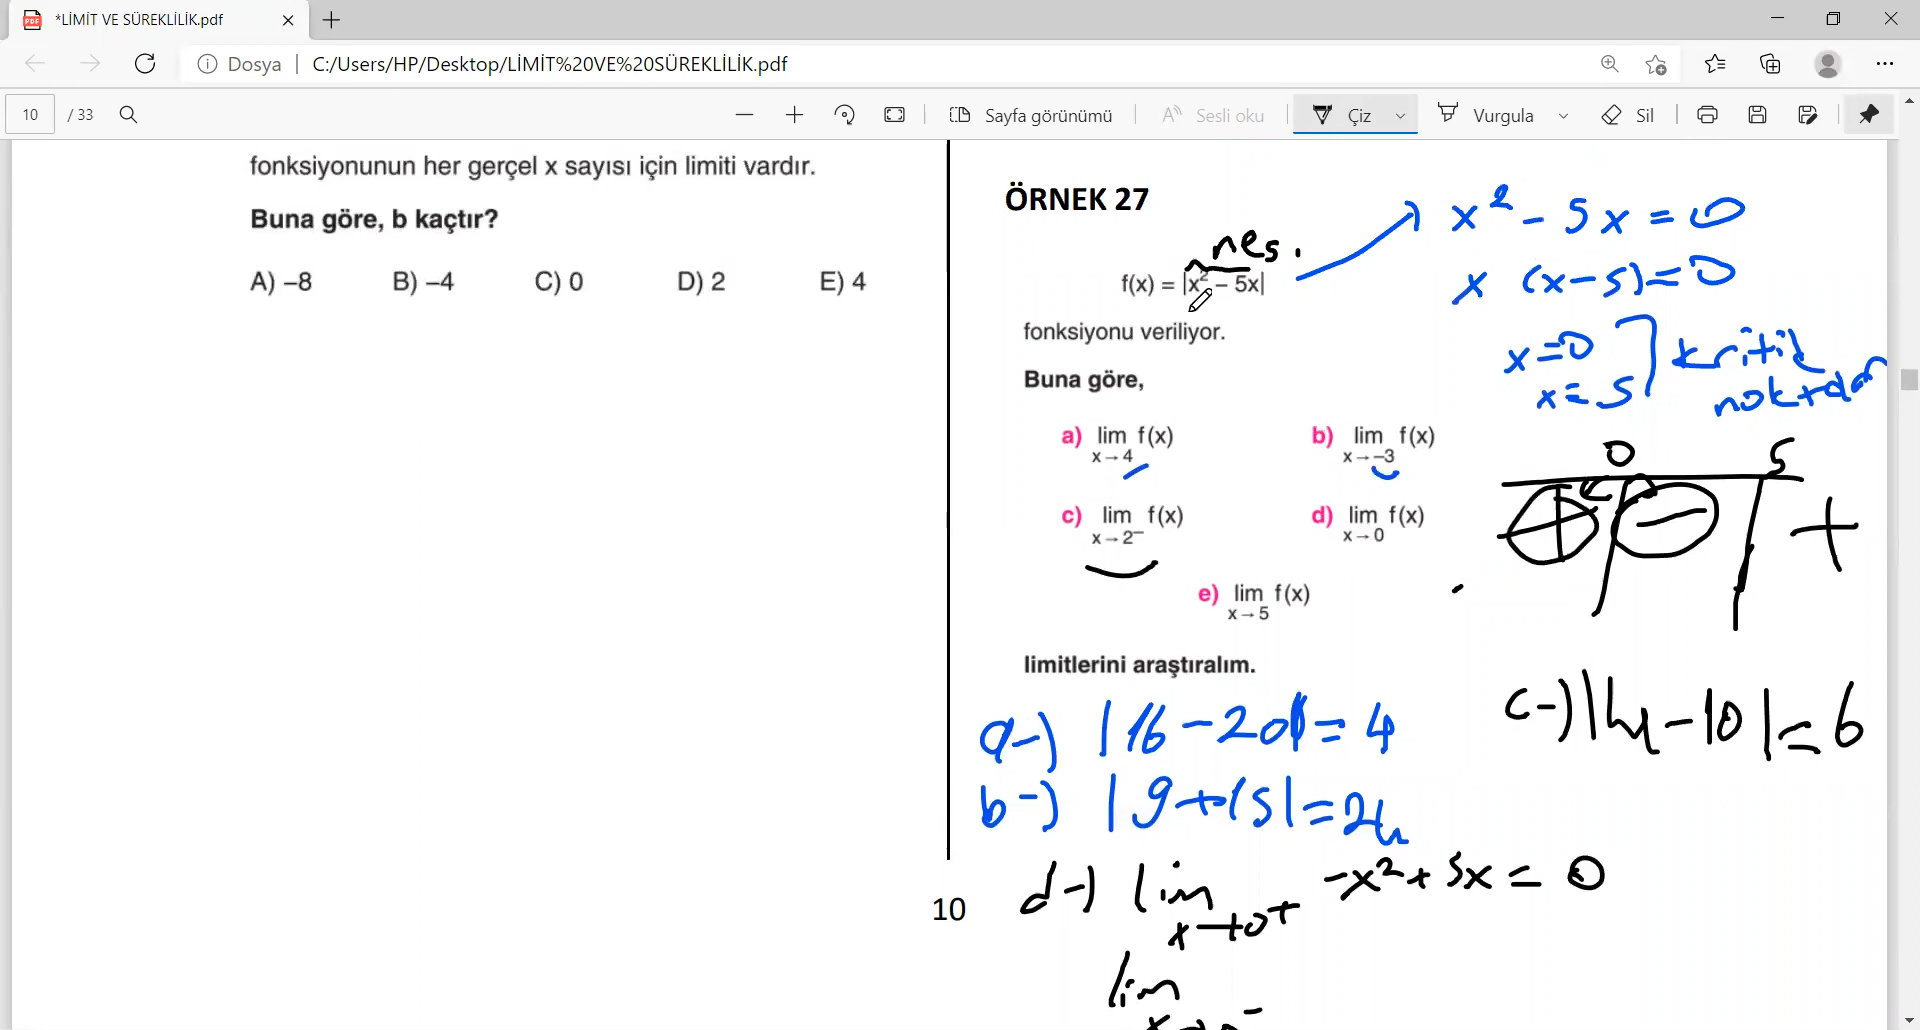 *LİMİT VE SÜREKLİLİK.pdf
Dosya | C:/Users/HP/Desktop/LİMİT%20VE%20SÜREKLİLİK.pdf
10 / 33
Sayfa görünümü
Sesli oku
Çiz
Vurgula
Sil
fonksiyonunun her gerçel x sayısı için limiti vardır.
Buna göre, b kaçtır?
A) –8 B) –4 C) 0 D) 2 E) 4
10
ÖRNEK 27
nes.
f(x) = |x² – 5x|
fonksiyonu veriliyor.
Buna göre,
a) lim f(x) b) lim f(x)
x→4 x→–3
c) lim f(x) d) lim f(x)
x→2⁻ x→0
e) lim f(x)
x→5
limitlerini araştıralım.
x² - 5x = 0
x (x-5) = 0
x = 0
x = 5
kritik
noktalar
0 5
+ − +
a-) |16-20| = 4
b-) |9+15| = 24
c-) |4-10| = 6
d-) lim -x² + 5x = 0
x→0⁺
lim